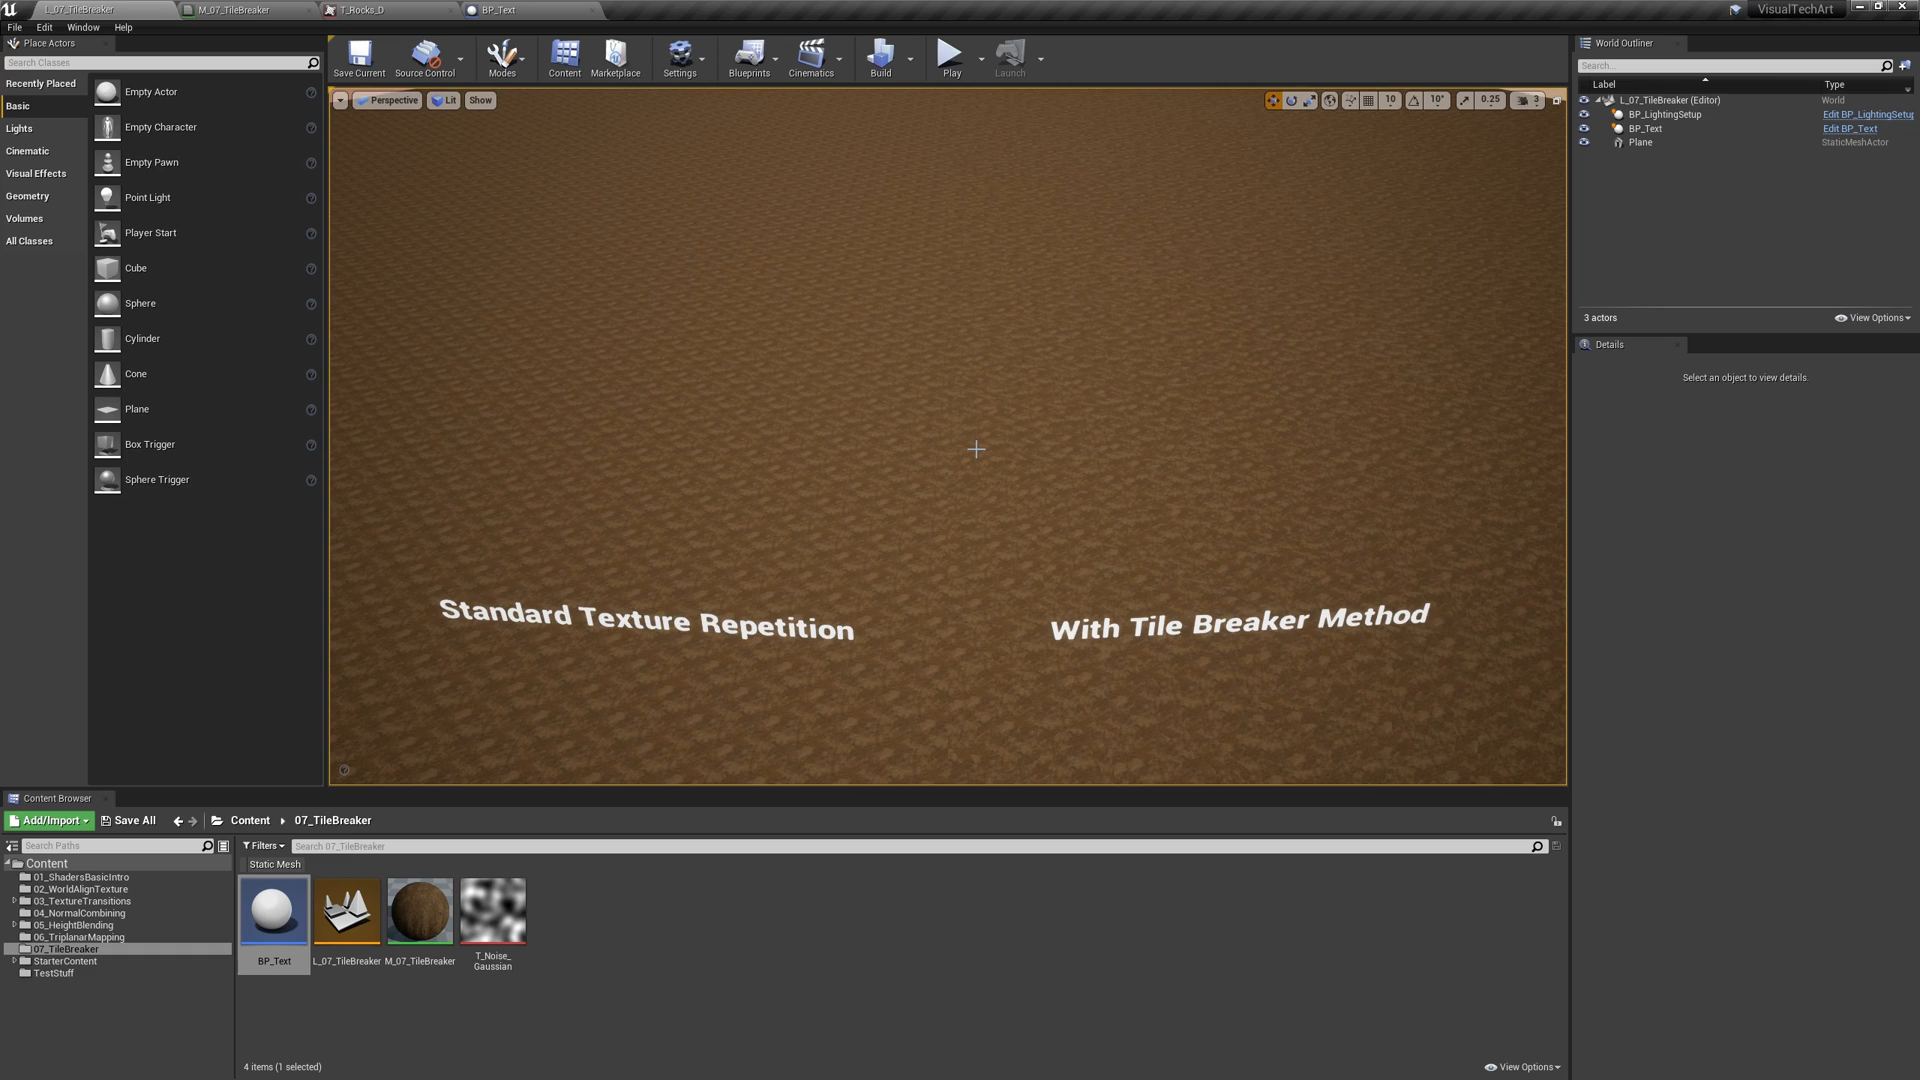 L_07_TileBreaker
M_07_TileBreaker
T_Rocks_D
BP_Text
VisualTechArt
File Edit Window Help
Place Actors
Search Classes
Recently Placed
Basic
Lights
Cinematic
Visual Effects
Geometry
Volumes
All Classes
Empty Actor
Empty Character
Empty Pawn
Point Light
Player Start
Cube
Sphere
Cylinder
Cone
Plane
Box Trigger
Sphere Trigger
Save Current
Source Control
Modes
Content
Marketplace
Settings
Blueprints
Cinematics
Build
Play
Launch
Perspective
Lit
Show
10
10°
0.25
3
Standard Texture Repetition
With Tile Breaker Method
World Outliner
Search...
Label Type
L_07_TileBreaker (Editor) World
BP_LightingSetup Edit BP_LightingSetup
BP_Text Edit BP_Text
Plane StaticMeshActor
3 actors
View Options
Details
Select an object to view details.
Content Browser
Add/Import
Save All
Content
07_TileBreaker
Search Paths
Content
01_ShadersBasicIntro
02_WorldAlignTexture
03_TextureTransitions
04_NormalCombining
05_HeightBlending
06_TriplanarMapping
07_TileBreaker
StarterContent
TestStuff
Filters
Search 07_TileBreaker
Static Mesh
BP_Text
L_07_TileBreaker
M_07_TileBreaker
T_Noise_
Gaussian
4 items (1 selected)
View Options